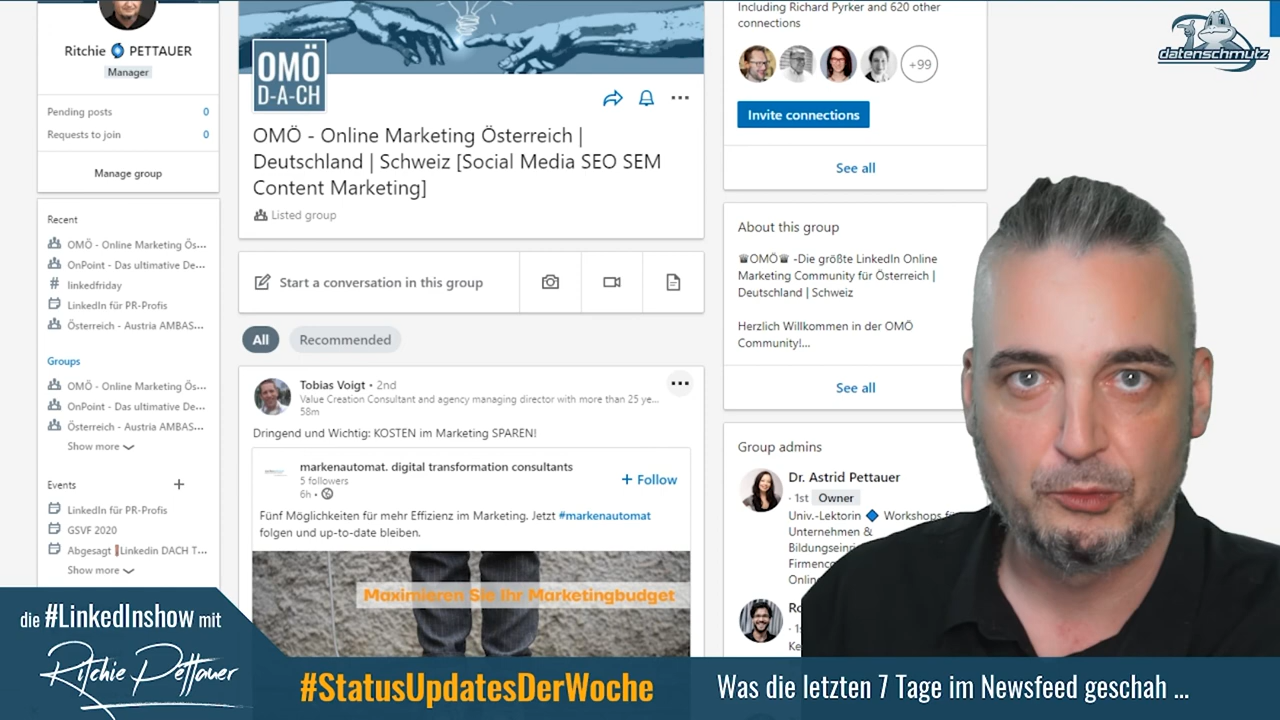 Ritchie 🔵 PETTAUER
Manager
Pending posts 0
Requests to join 0
Manage group
Recent
OMÖ - Online Marketing Ös...
OnPoint - Das ultimative De...
# linkedfriday
LinkedIn für PR-Profis
Österreich - Austria AMBAS...
Groups
OMÖ - Online Marketing Ös...
OnPoint - Das ultimative De...
Österreich - Austria AMBAS...
Show more
Events +
LinkedIn für PR-Profis
GSVF 2020
Abgesagt Linkedin DACH T...
Show more
OMÖ
D-A-CH
OMÖ - Online Marketing Österreich |
Deutschland | Schweiz [Social Media SEO SEM
Content Marketing]
Listed group
Start a conversation in this group
All Recommended
Tobias Voigt • 2nd
Value Creation Consultant and agency managing director with more than 25 ye...
58m
Dringend und Wichtig: KOSTEN im Marketing SPAREN!
markenautomat. digital transformation consultants
5 followers
6h •
+ Follow
Fünf Möglichkeiten für mehr Effizienz im Marketing. Jetzt #markenautomat
folgen und up-to-date bleiben.
Maximieren Sie Ihr Marketingbudget
Including Richard Pyrker and 620 other
connections
+99
Invite connections
See all
About this group
♛OMÖ♛ -Die größte LinkedIn Online
Marketing Community für Österreich |
Deutschland | Schweiz
Herzlich Willkommen in der OMÖ
Community!...
See all
Group admins
Dr. Astrid Pettauer
· 1st Owner
Univ.-Lektorin 🔷 Workshops
Unternehmen &
datenschmutz
die #LinkedInshow mit
Ritchie Pettauer
#StatusUpdatesDerWoche
Was die letzten 7 Tage im Newsfeed geschah ...